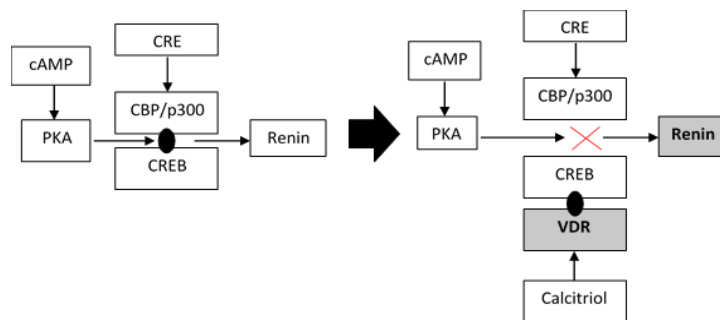 CRE
cAMP
CBP/p300
PKA
Renin
CREB
CRE
cAMP
CBP/p300
PKA
Renin
CREB
VDR
Calcitriol